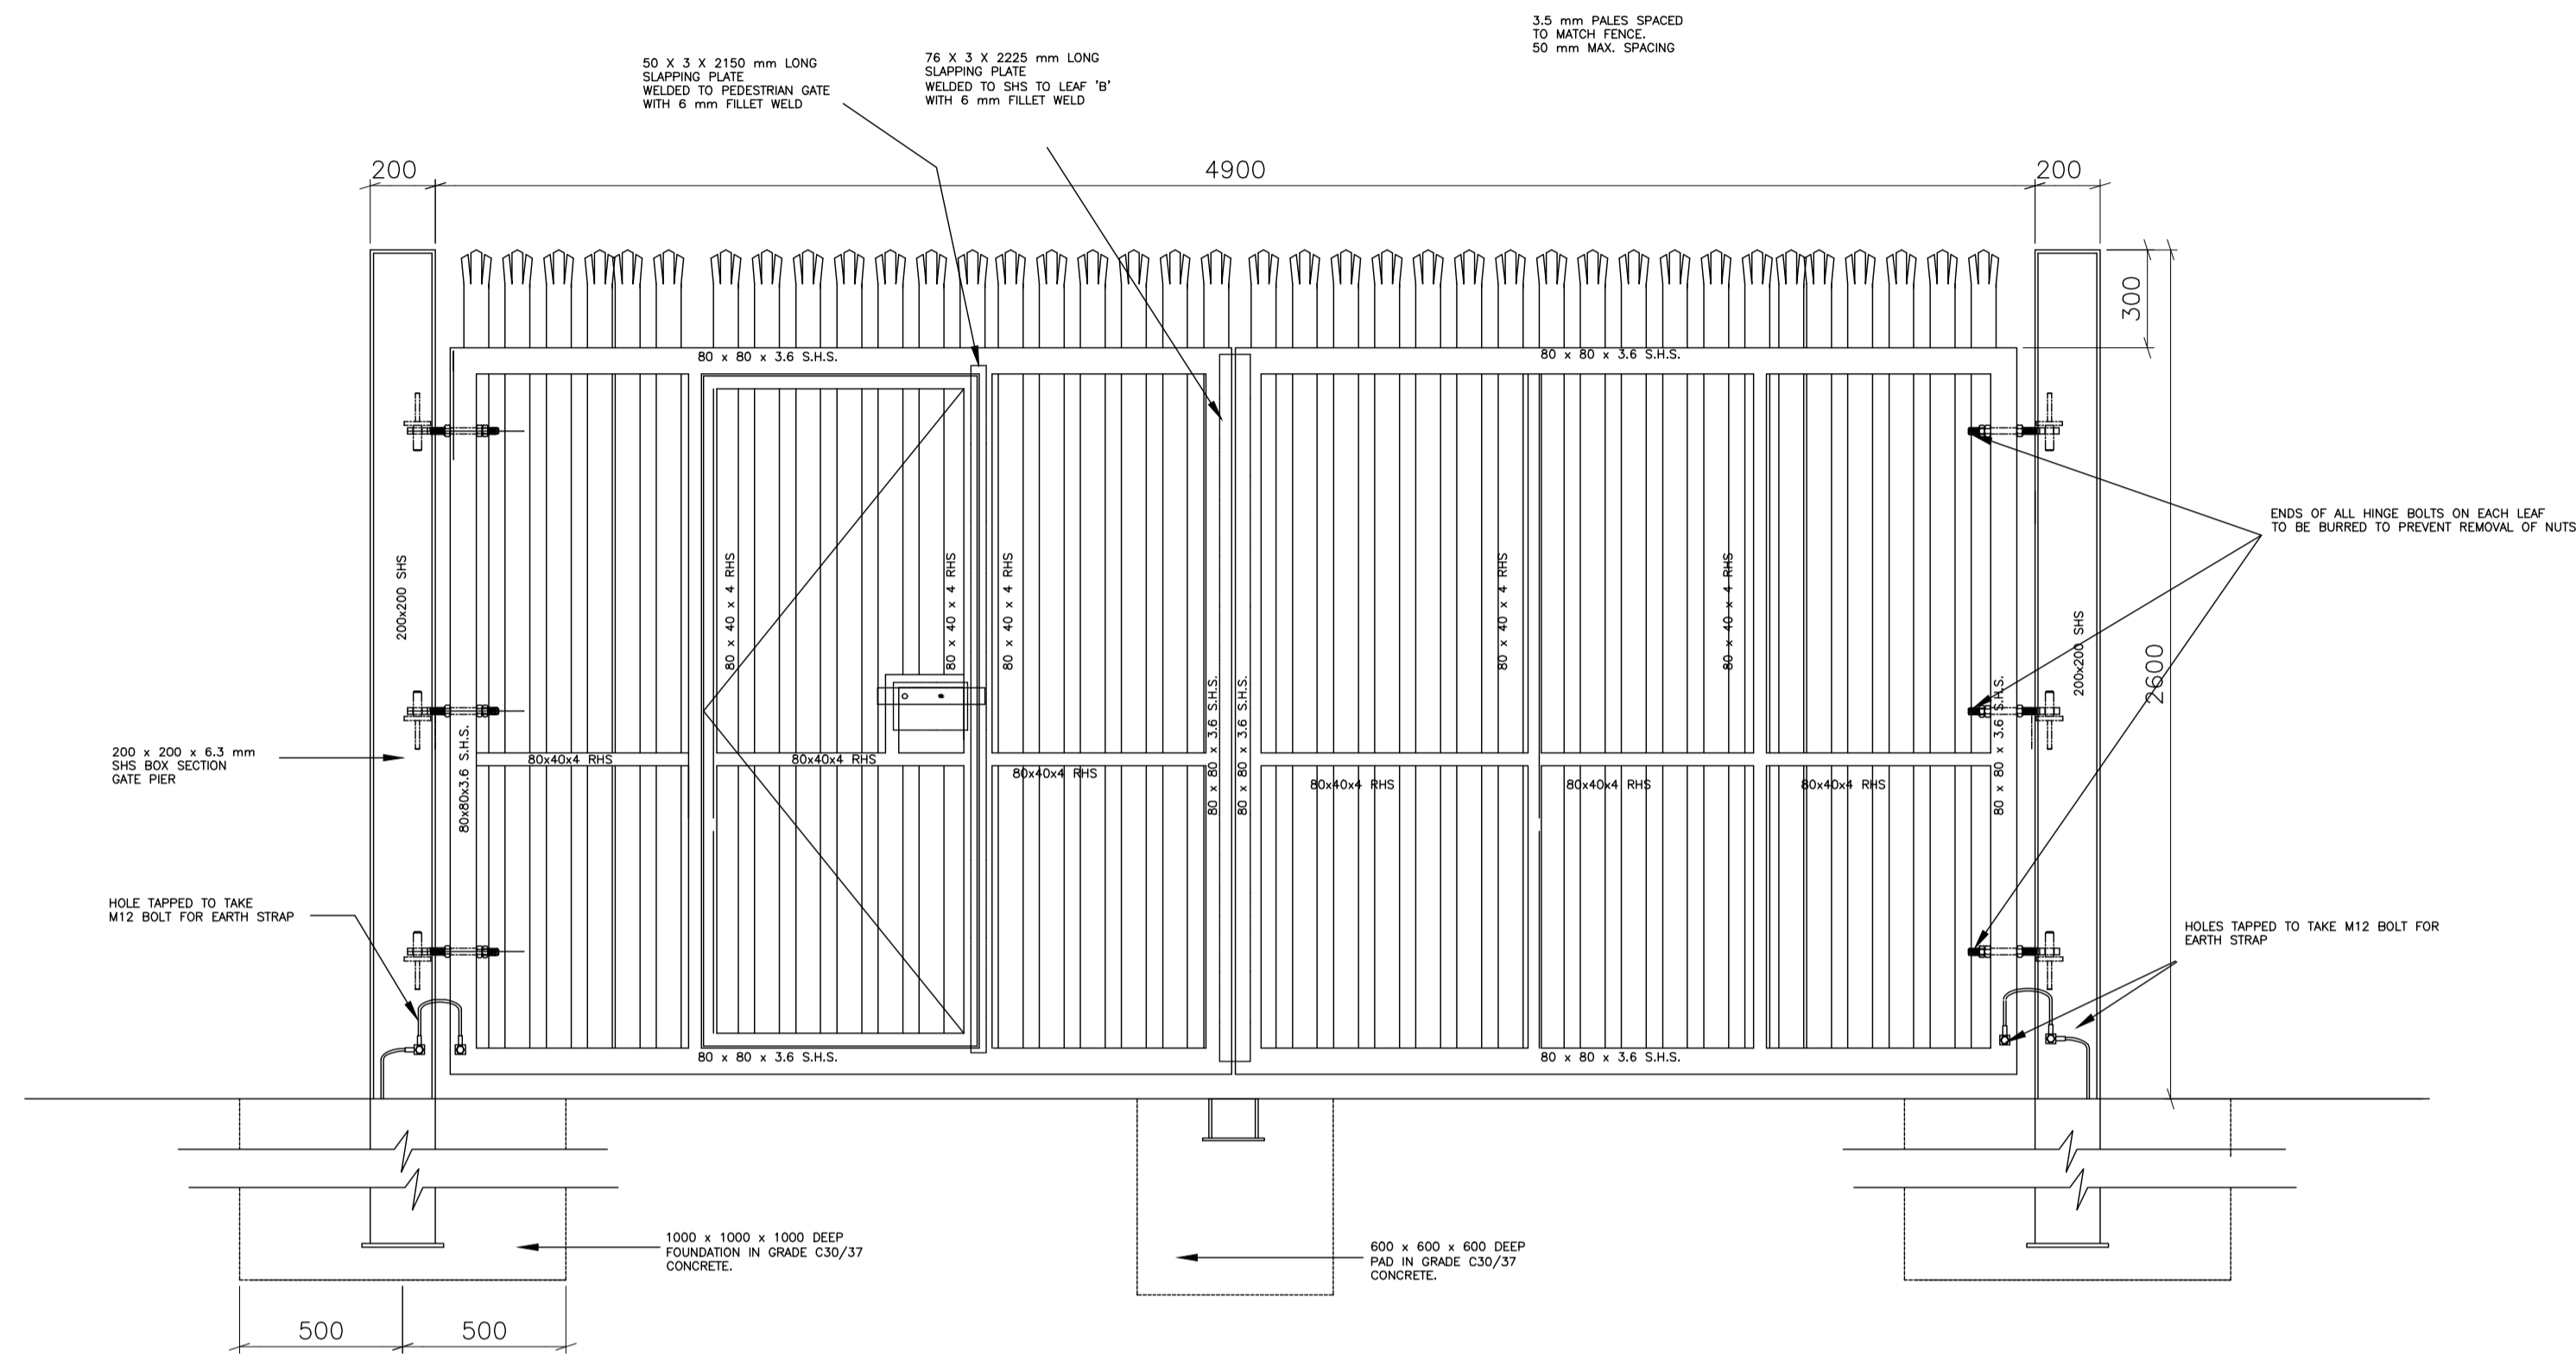 3.5 mm PALES SPACED
TO MATCH FENCE.
50 mm MAX. SPACING
50 X 3 X 2150 mm LONG
SLAPPING PLATE
WELDED TO PEDESTRIAN GATE
WITH 6 mm FILLET WELD
76 X 3 X 2225 mm LONG
SLAPPING PLATE
WELDED TO SHS TO LEAF 'B'
WITH 6 mm FILLET WELD
200
4900
200
300
2600
80 x 80 x 3.6 S.H.S.
80 x 80 x 3.6 S.H.S.
ENDS OF ALL HINGE BOLTS ON EACH LEAF
TO BE BURRED TO PREVENT REMOVAL OF NUTS
200x200 SHS
80 x 40 x 4 RHS
80 x 40 x 4 RHS
80 x 40 x 4 RHS
80 x 40 x 4 RHS
80 x 40 x 4 RHS
200x200 SHS
200 x 200 x 6.3 mm
SHS BOX SECTION
GATE PIER
80x80x3.6 S.H.S.
80 x 80 x 3.6 S.H.S.
80 x 80 x 3.6 S.H.S.
80 x 80 x 3.6 S.H.S.
80x40x4 RHS
80x40x4 RHS
80x40x4 RHS
80x40x4 RHS
80x40x4 RHS
80x40x4 RHS
HOLE TAPPED TO TAKE
M12 BOLT FOR EARTH STRAP
HOLES TAPPED TO TAKE M12 BOLT FOR
EARTH STRAP
80 x 80 x 3.6 S.H.S.
80 x 80 x 3.6 S.H.S.
1000 x 1000 x 1000 DEEP
FOUNDATION IN GRADE C30/37
CONCRETE.
600 x 600 x 600 DEEP
PAD IN GRADE C30/37
CONCRETE.
500
500